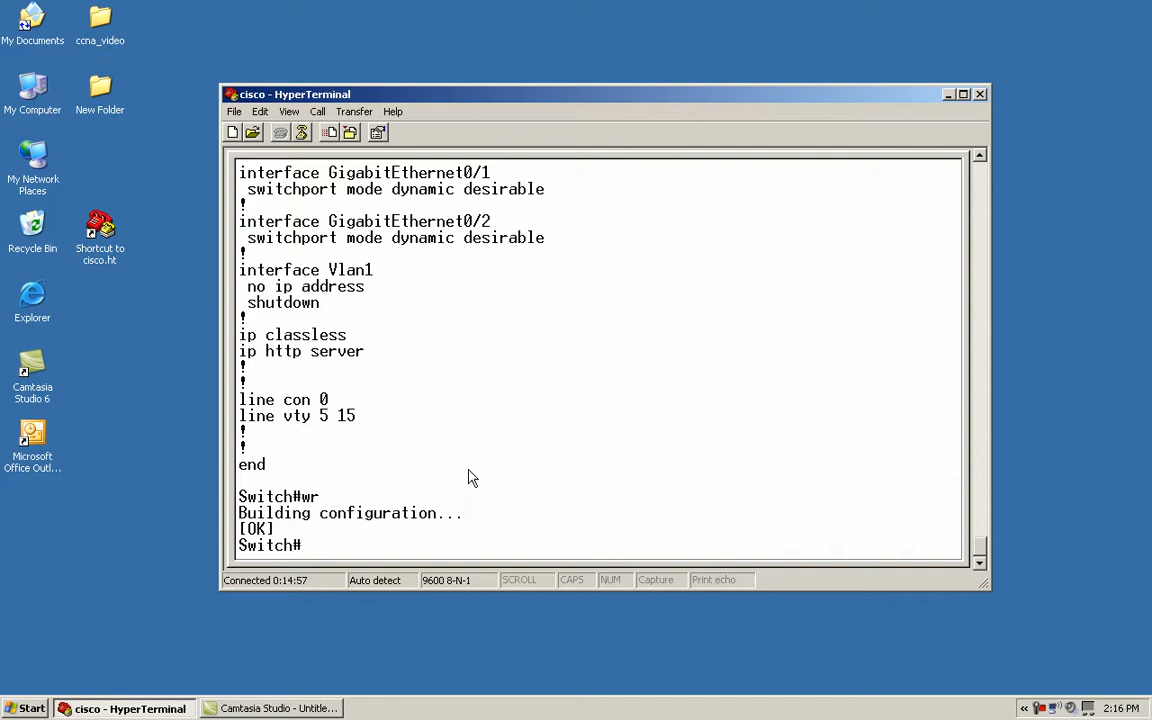 My Documents
ccna_video
My Computer
New Folder
My Network
Places
Recycle Bin
Shortcut to
cisco.ht
Explorer
Camtasia
Studio 6
Microsoft
Office Outl...
cisco - HyperTerminal
File Edit View Call Transfer Help
interface GigabitEthernet0/1
switchport mode dynamic desirable
!
interface GigabitEthernet0/2
switchport mode dynamic desirable
!
interface Vlan1
no ip address
shutdown
!
ip classless
ip http server
!
!
line con 0
line vty 5 15
!
!
end
Switch#wr
Building configuration...
[OK]
Switch#
Connected 0:14:57 Auto detect 9600 8-N-1 SCROLL CAPS NUM Capture Print echo
Start cisco - HyperTerminal Camtasia Studio - Untitle... « 2:16 PM